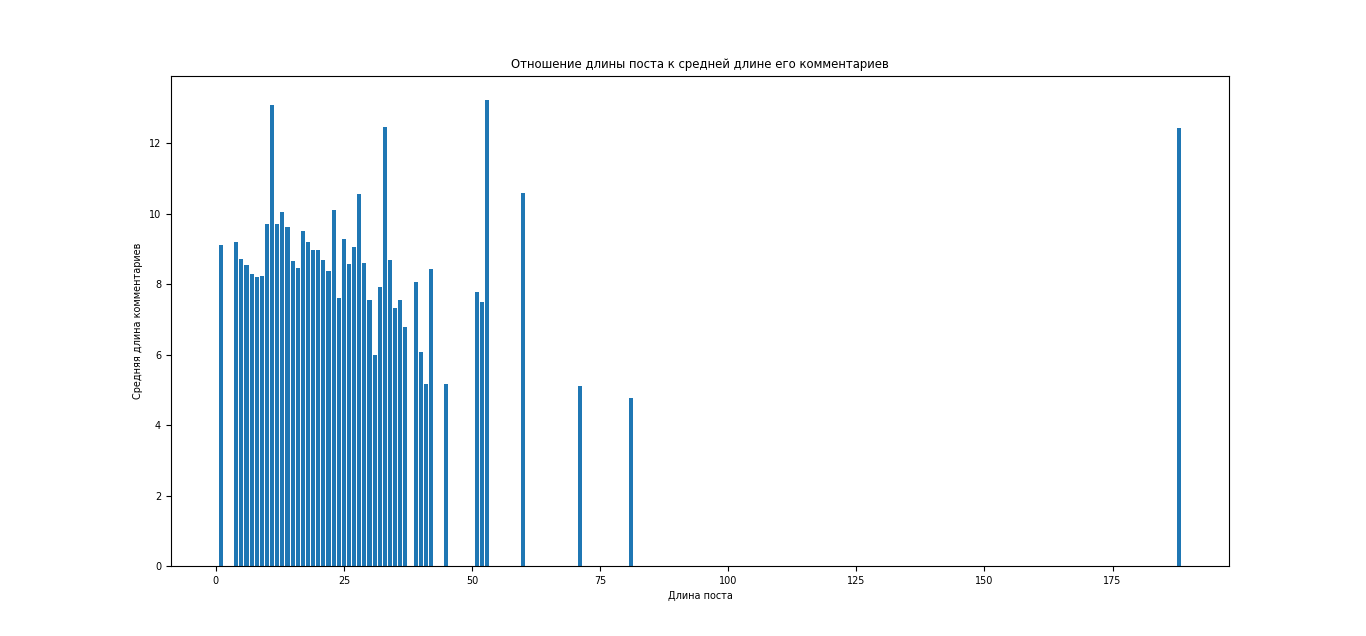 Отношение длины поста к средней длине его комментариев
Средняя длина комментариев
12
10
8
6
4
2
0
0 25 50 75 100 125 150 175
Длина поста